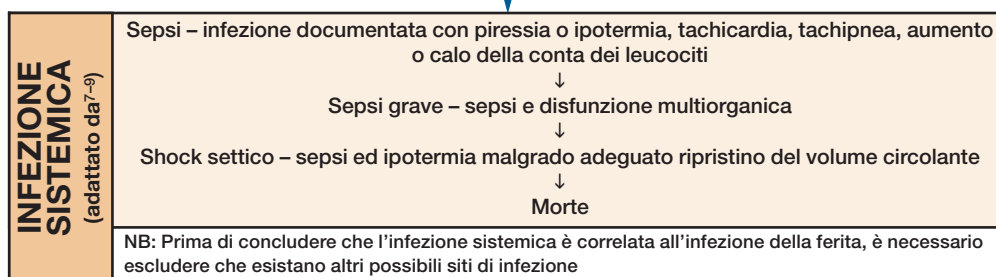 INFEZIONE
SISTEMICA
(adattato da7–9)
Sepsi – infezione documentata con piressia o ipotermia, tachicardia, tachipnea, aumento
o calo della conta dei leucociti
↓
Sepsi grave – sepsi e disfunzione multiorganica
↓
Shock settico – sepsi ed ipotermia malgrado adeguato ripristino del volume circolante
↓
Morte
NB: Prima di concludere che l'infezione sistemica è correlata all'infezione della ferita, è necessario
escludere che esistano altri possibili siti di infezione